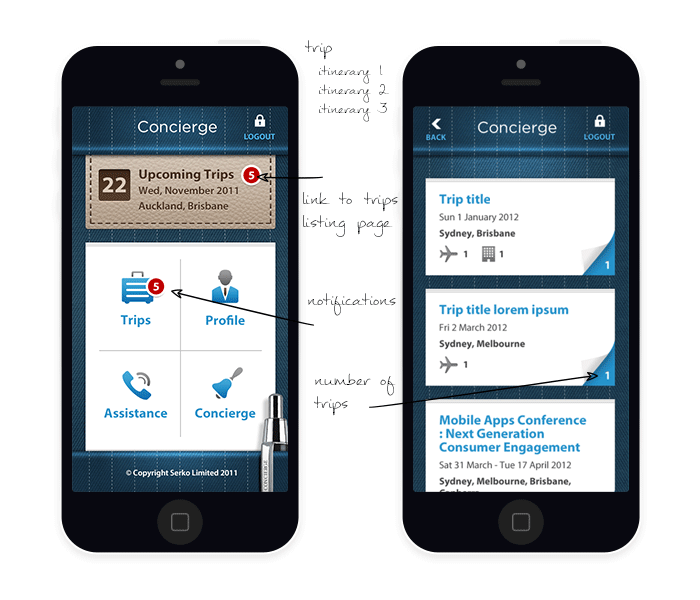 Concierge
LOGOUT
22
Upcoming Trips
5
Wed, November 2011
Auckland, Brisbane
5
Trips
Profile
Assistance
Concierge
© Copyright Serko Limited 2011
concierge
trip
itinerary 1
itinerary 2
itinerary 3
link to trips
listing page
notifications
number of
trips
BACK
Concierge
LOGOUT
Trip title
Sun 1 January 2012
Sydney, Brisbane
1 1
1
Trip title lorem ipsum
Fri 2 March 2012
Sydney, Melbourne
1
1
Mobile Apps Conference
: Next Generation
Consumer Engagement
Sat 31 March - Tue 17 April 2012
Sydney, Melbourne, Brisbane,
Canberra